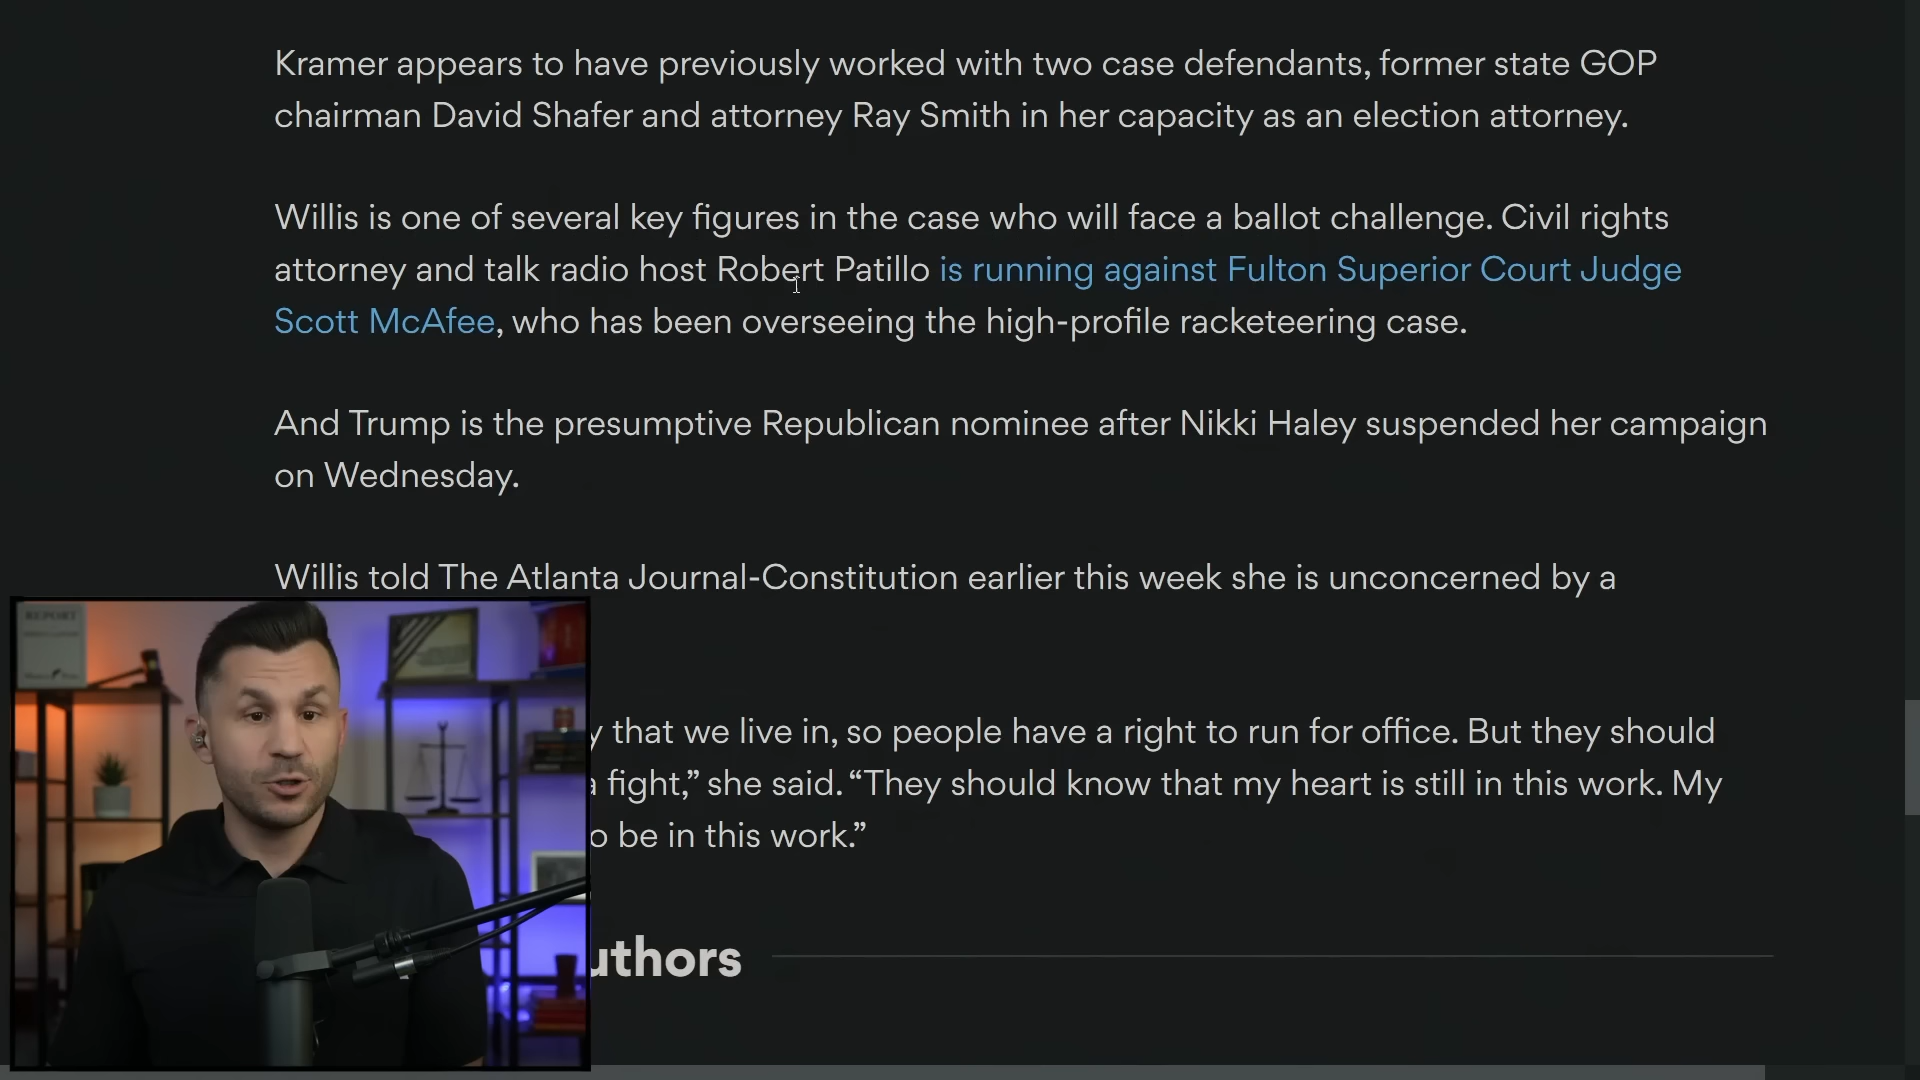 Kramer appears to have previously worked with two case defendants, former state GOP
chairman David Shafer and attorney Ray Smith in her capacity as an election attorney.
Willis is one of several key figures in the case who will face a ballot challenge. Civil rights
attorney and talk radio host Robert Patillo is running against Fulton Superior Court Judge
Scott McAfee, who has been overseeing the high-profile racketeering case.
And Trump is the presumptive Republican nominee after Nikki Haley suspended her campaign
on Wednesday.
Willis told The Atlanta Journal-Constitution earlier this week she is unconcerned by a
REPORT
y that we live in, so people have a right to run for office. But they should
a fight,” she said. “They should know that my heart is still in this work. My
o be in this work.”
uthors